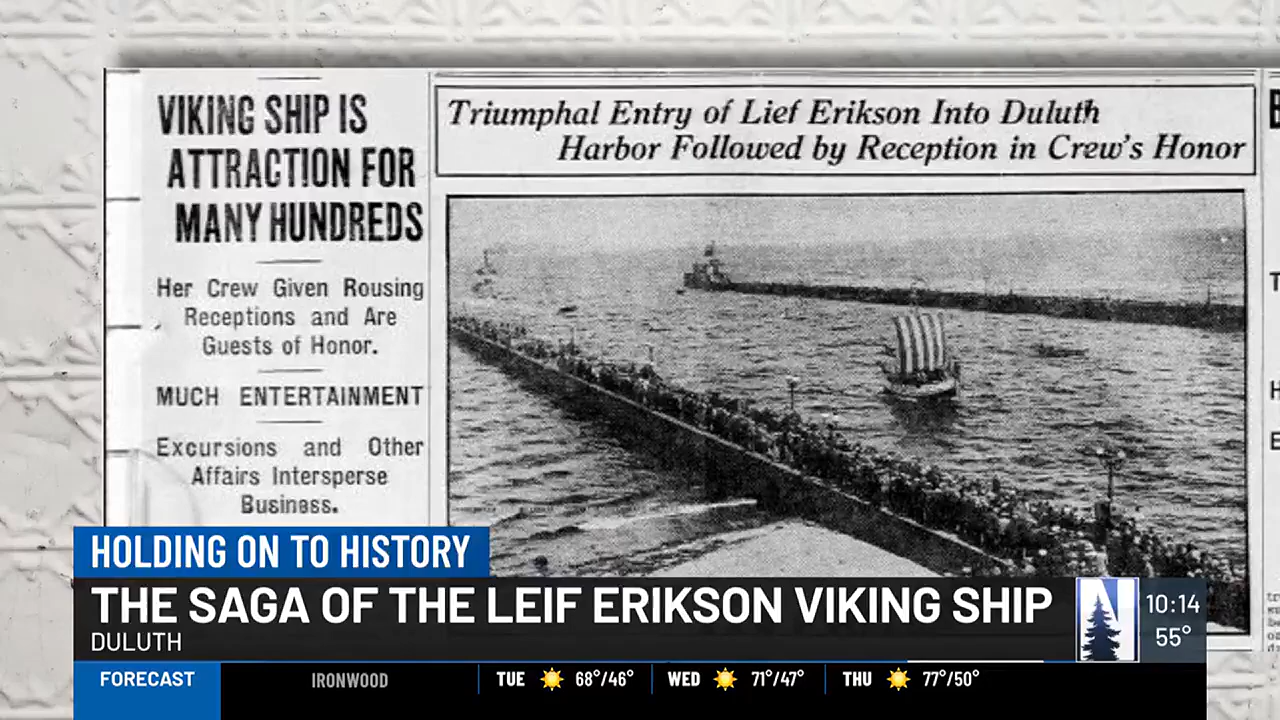 VIKING SHIP IS
ATTRACTION FOR
MANY HUNDREDS
Her Crew Given Rousing
Receptions and Are
Guests of Honor.
MUCH ENTERTAINMENT
Excursions and Other
Affairs Intersperse
Business.
Triumphal Entry of Lief Erikson Into Duluth
Harbor Followed by Reception in Crew's Honor
HOLDING ON TO HISTORY
THE SAGA OF THE LEIF ERIKSON VIKING SHIP
DULUTH
N
10:14
55°
FORECAST
IRONWOOD
TUE 68°/46°
WED 71°/47°
THU 77°/50°